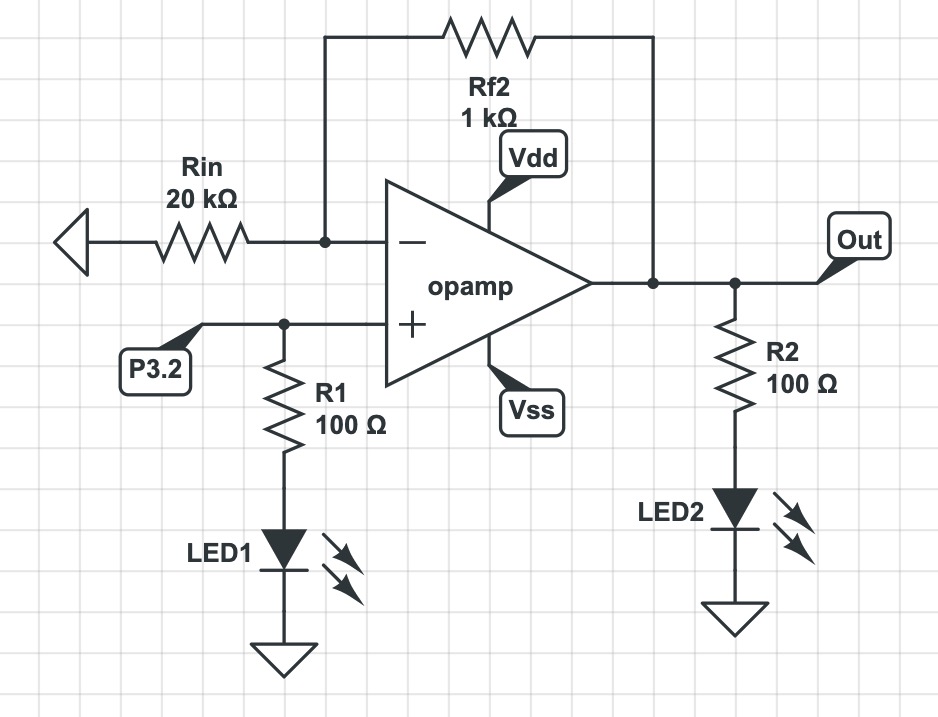 Rf2
1 kΩ
Vdd
Rin
20 kΩ
Out
opamp
P3.2
R1
100 Ω
Vss
R2
100 Ω
LED2
LED1